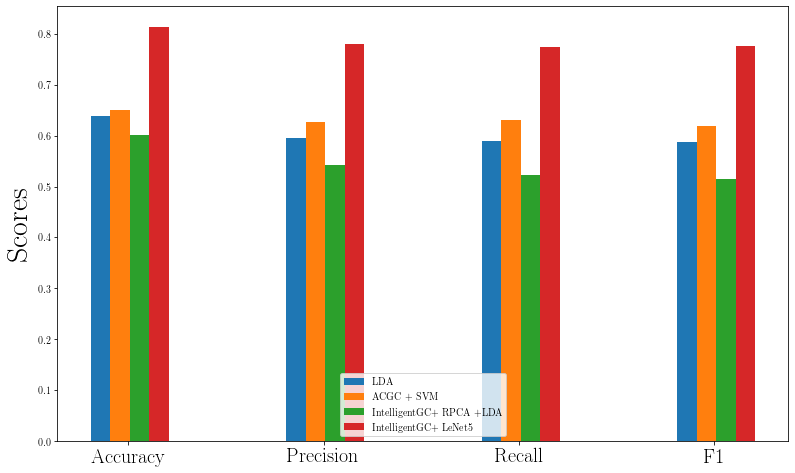 Scores
0.8
0.7
0.6
0.5
0.4
0.3
0.2
0.1
0.0
LDA
ACGC + SVM
IntelligentGC+ RPCA +LDA
IntelligentGC+ LeNet5
Accuracy Precision Recall F1